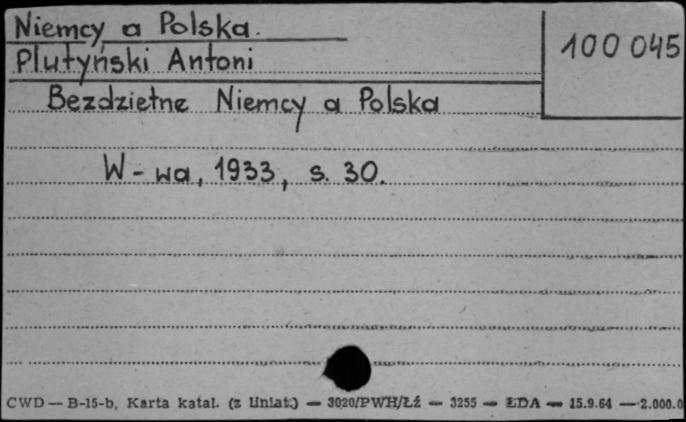 Niemcy a Polska.
100 045
Plutyński Antoni
Bezdzietne Niemcy a Polska
W-wa, 1933, s. 30.
CWD — B-15-b, Karta katal. (z liniat.) — 3020/PWH/Łź — 3255 — ŁDA — 15.9.64 — 2.000.0